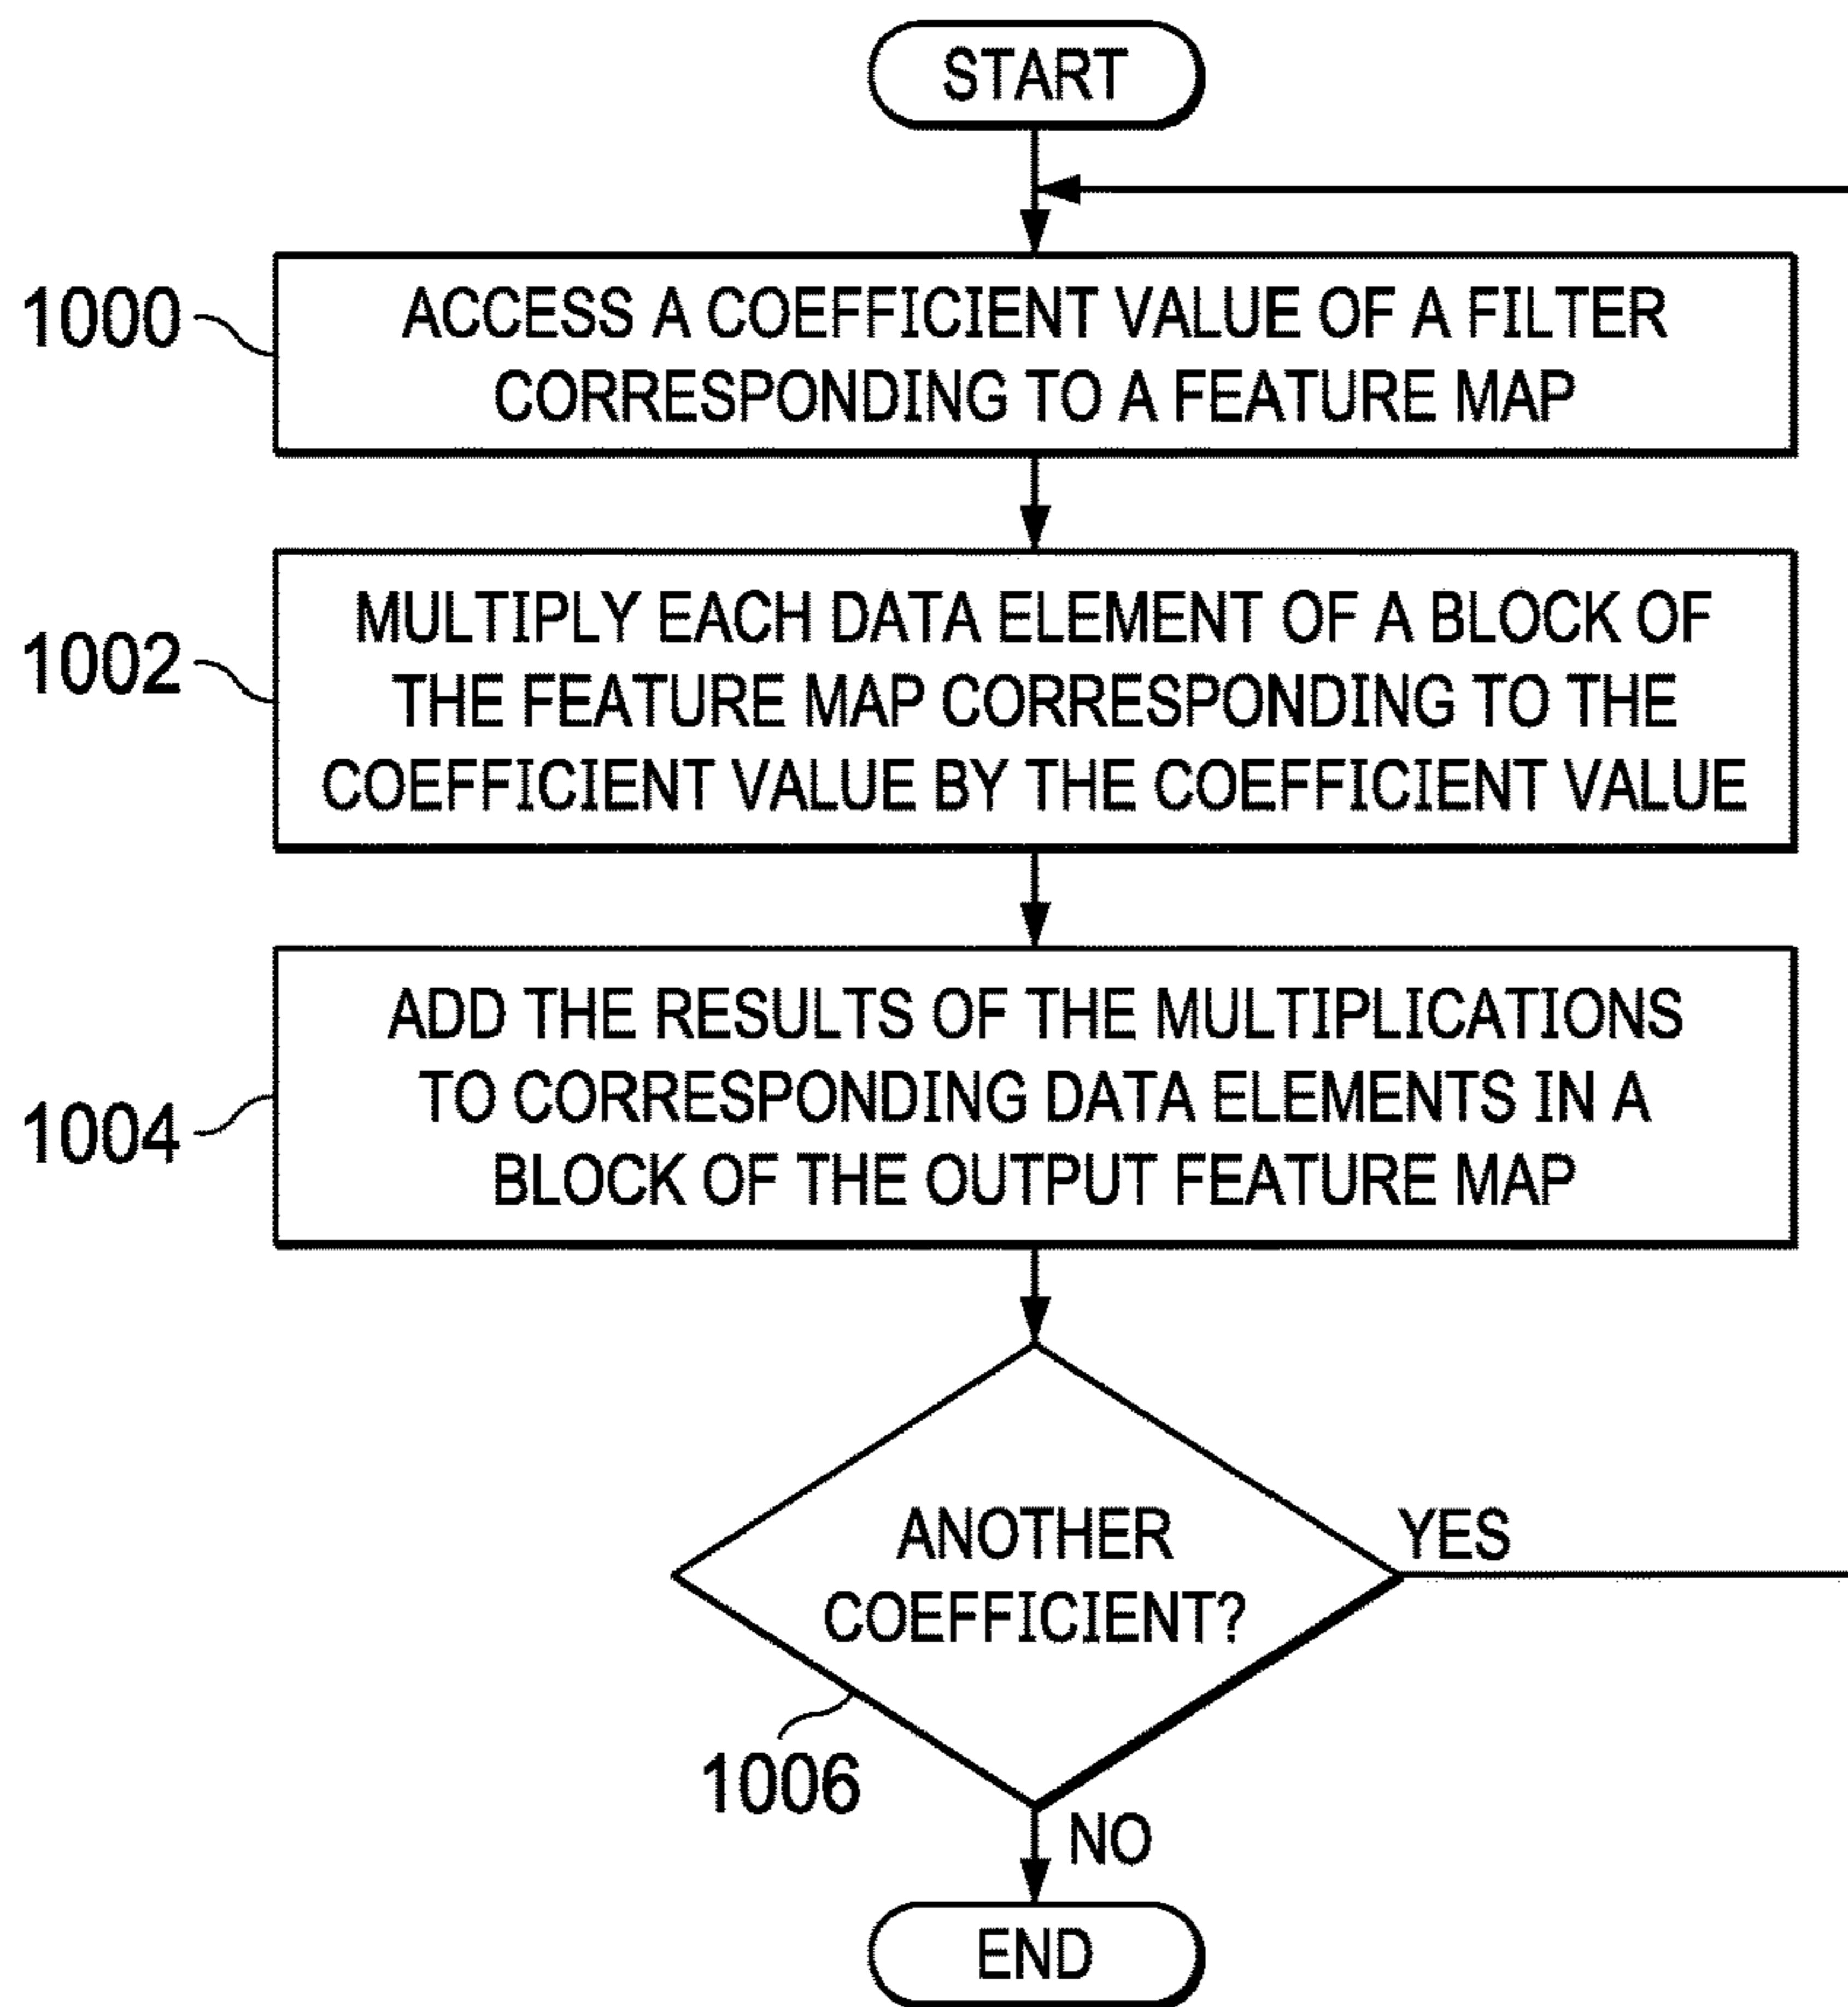 START
1000
ACCESS A COEFFICIENT VALUE OF A FILTER
CORRESPONDING TO A FEATURE MAP
1002
MULTIPLY EACH DATA ELEMENT OF A BLOCK OF
THE FEATURE MAP CORRESPONDING TO THE
COEFFICIENT VALUE BY THE COEFFICIENT VALUE
1004
ADD THE RESULTS OF THE MULTIPLICATIONS
TO CORRESPONDING DATA ELEMENTS IN A
BLOCK OF THE OUTPUT FEATURE MAP
ANOTHER
COEFFICIENT?
YES
1006
NO
END